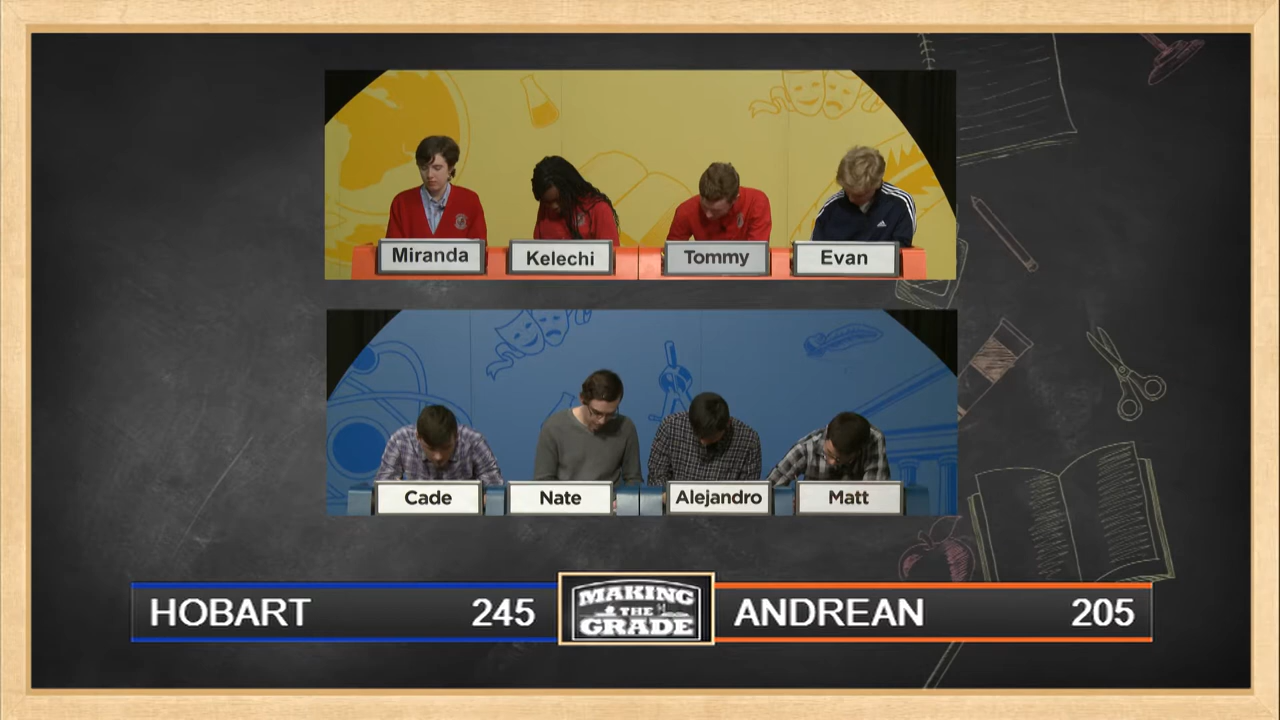 Miranda
Kelechi
Tommy
Evan
Cade
Nate
Alejandro
Matt
HOBART 245
MAKING
THE
GRADE
ANDREAN 205